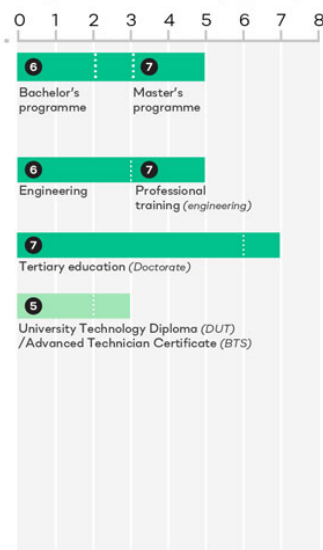 0 1 2 3 4 5 6 7 8
6 7
Bachelor's Master's
programme programme
6 7
Engineering Professional
training (engineering)
7
Tertiary education (Doctorate)
5
University Technology Diploma (DUT)
/Advanced Technician Certificate (BTS)